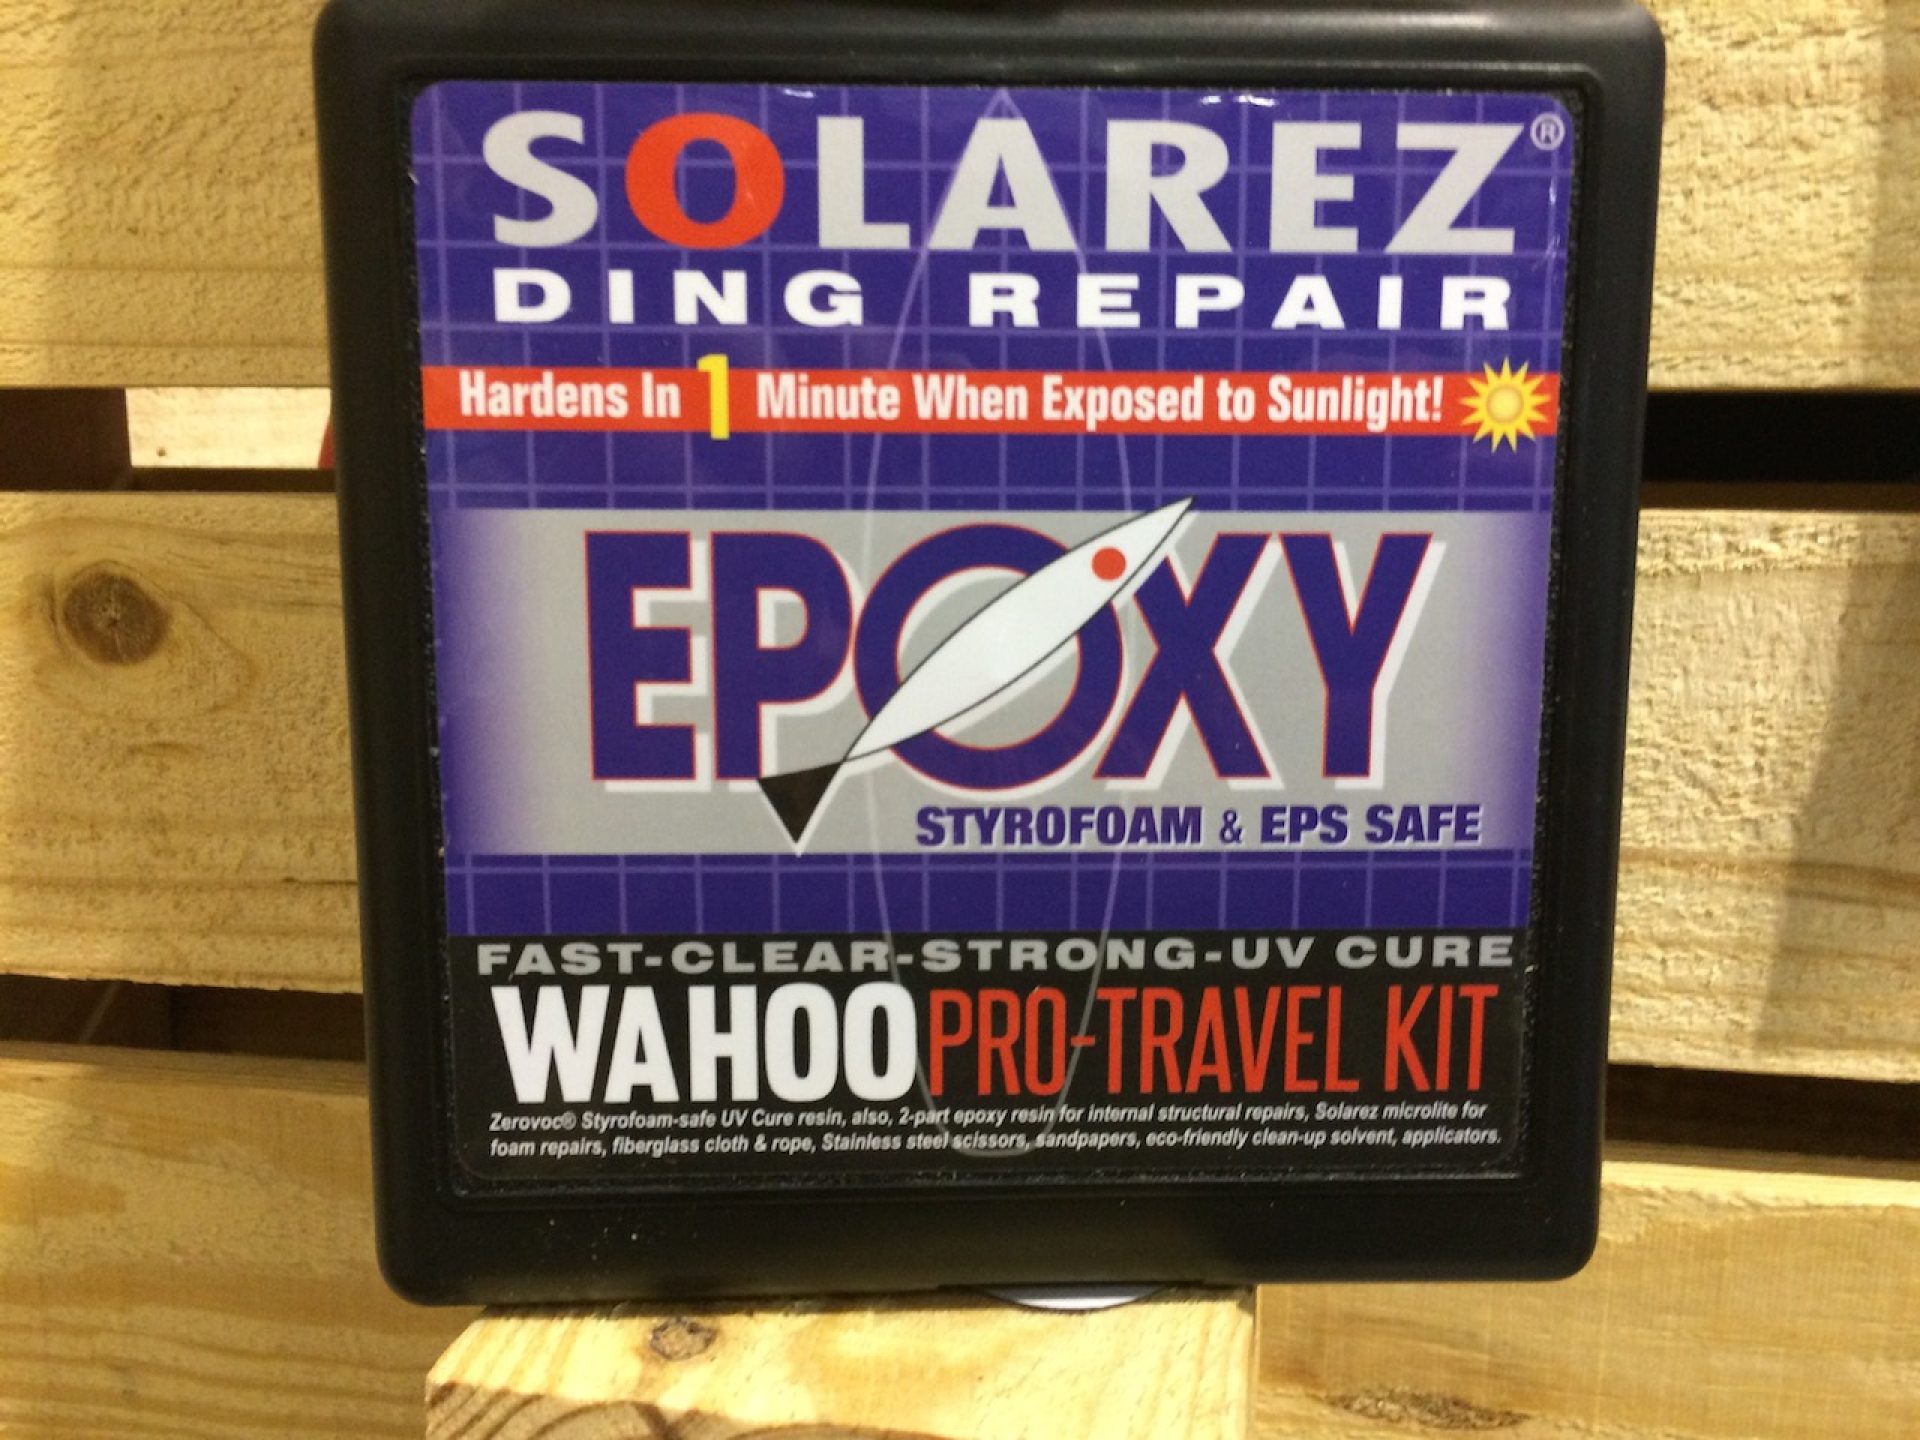 SOLAREZ®
DING REPAIR
Hardens In 1 Minute When Exposed to Sunlight!
EPOXY
STYROFOAM & EPS SAFE
FAST-CLEAR-STRONG-UV CURE
WAHOO PRO-TRAVEL KIT
Zerovoc® Styrofoam-safe UV Cure resin, also, 2-part epoxy resin for internal structural repairs, Solarez microlite for
foam repairs, fiberglass cloth & rope, Stainless steel scissors, sandpapers, eco-friendly clean-up solvent, applicators.